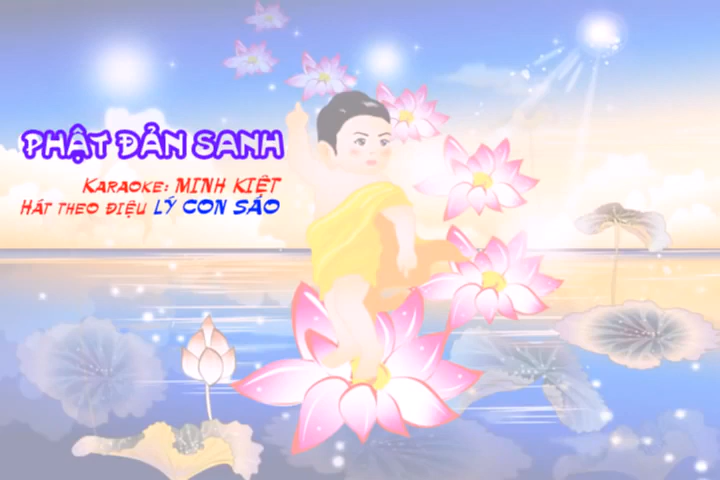 PHẬT ĐẢN SANH
KARAOKE: MINH KIỆT
HÁT THEO ĐIỆU LÝ CON SÁO